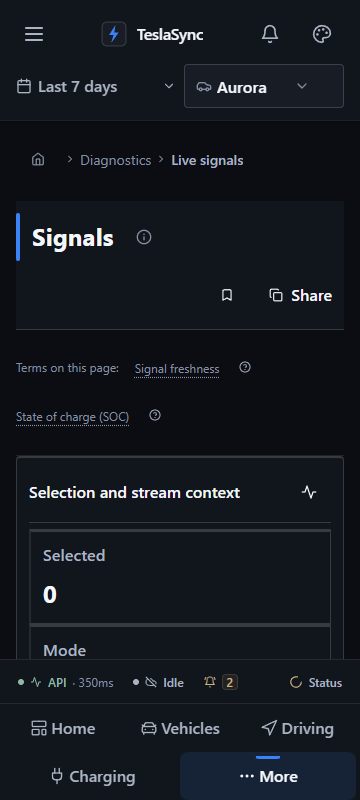 TeslaSync
Last 7 days
Aurora
Diagnostics Live signals
Signals
Share
Terms on this page: Signal freshness
State of charge (SOC)
Selection and stream context
Selected
0
Mode
API · 350ms Idle 2 Status
Home Vehicles Driving
Charging More